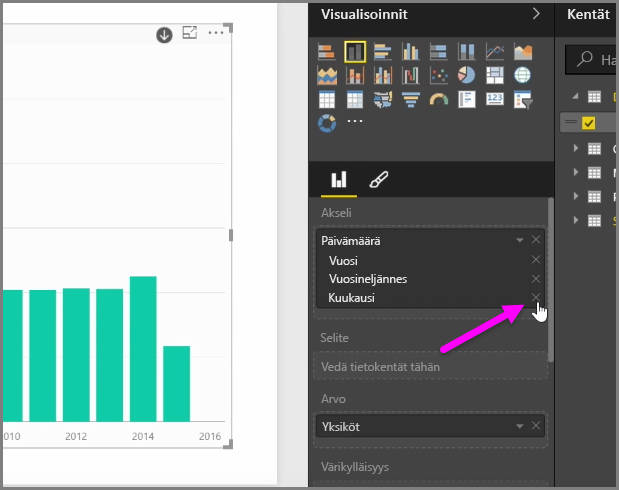 Visualisoinnit
Kentät
Ha
123
Akseli
Päivämäärä
Vuosi
Vuosineljännes
Kuukausi
Selite
Vedä tietokentät tähän
Arvo
Yksiköt
Värikylläisyys
010 2012 2014 2016